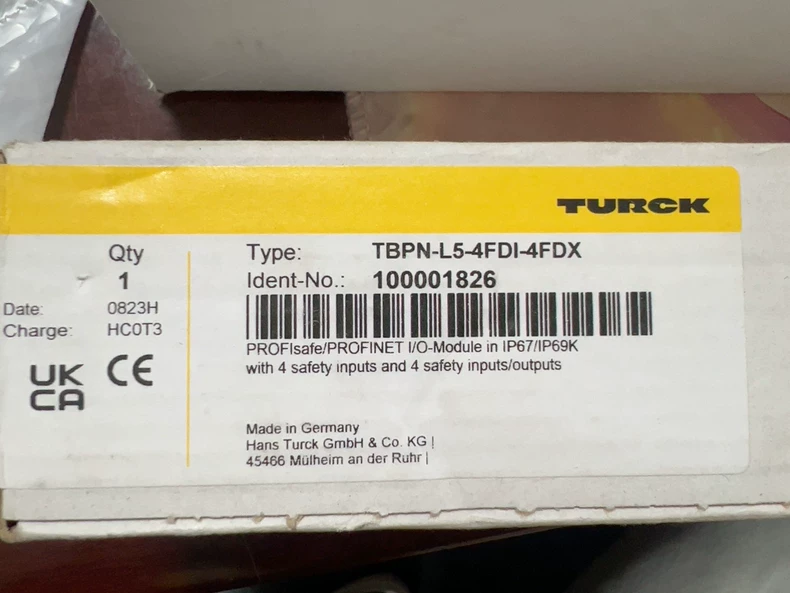 TURCK
Qty
1
Date: 0823H
Charge: HC0T3
UK
CA
CE
Type: TBPN-L5-4FDI-4FDX
Ident-No.: 100001826
PROFIsafe/PROFINET I/O-Module in IP67/IP69K
with 4 safety inputs and 4 safety inputs/outputs
Made in Germany
Hans Turck GmbH & Co. KG |
45466 Mülheim an der Ruhr |